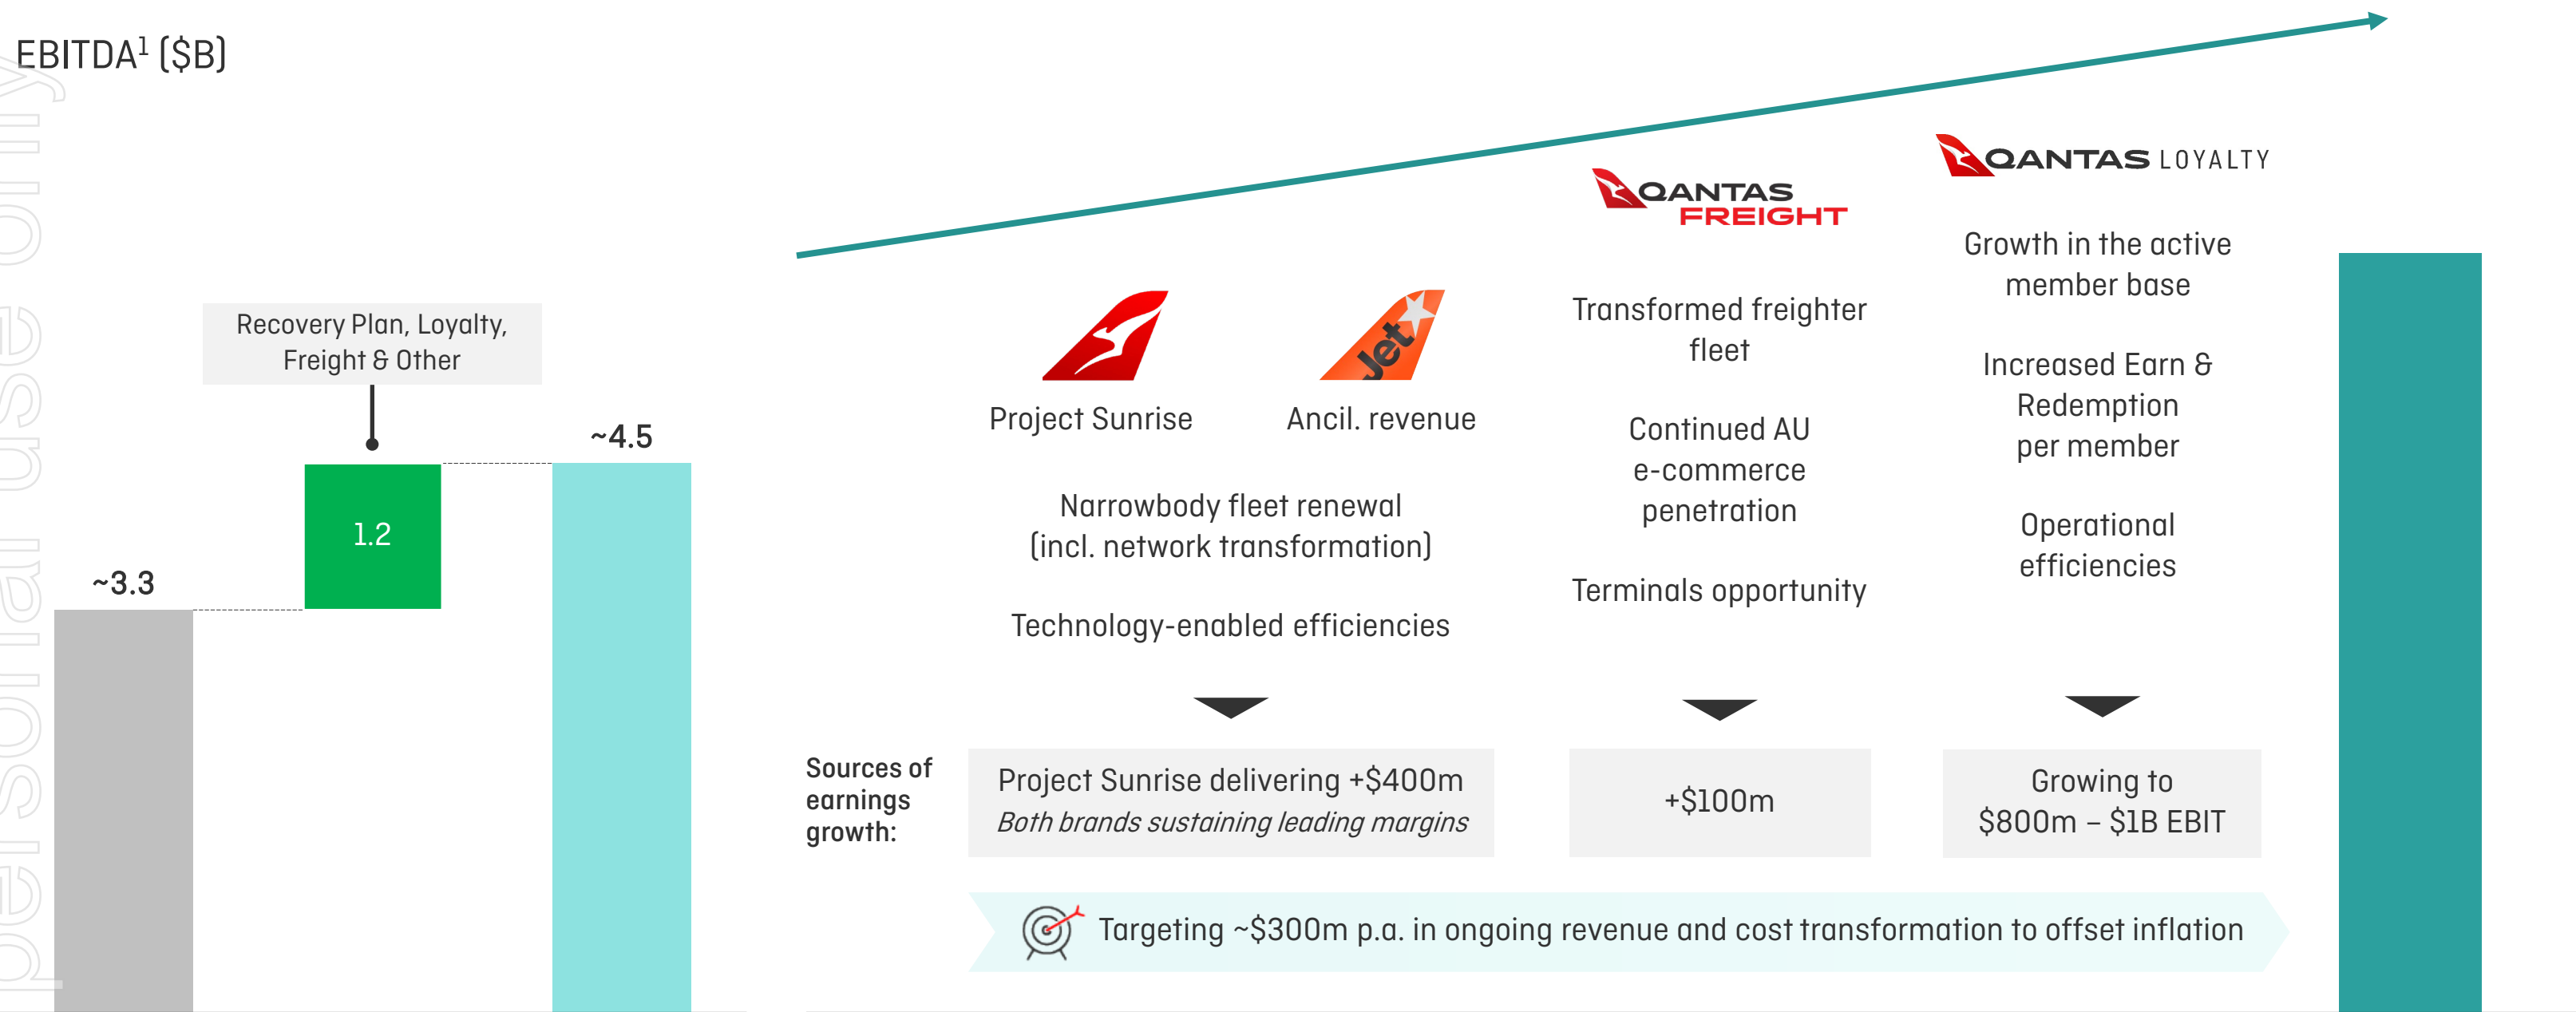 EBITDA¹ ($B)
personal use only
Recovery Plan, Loyalty,
Freight & Other
~3.3
1.2
~4.5
Project Sunrise
Jet
Ancil. revenue
Narrowbody fleet renewal
(incl. network transformation)
Technology-enabled efficiencies
QANTAS
FREIGHT
Transformed freighter
fleet
Continued AU
e-commerce
penetration
Terminals opportunity
QANTAS LOYALTY
Growth in the active
member base
Increased Earn &
Redemption
per member
Operational
efficiencies
Sources of
earnings
growth:
Project Sunrise delivering +$400m
Both brands sustaining leading margins
+$100m
Growing to
$800m – $1B EBIT
Targeting ~$300m p.a. in ongoing revenue and cost transformation to offset inflation